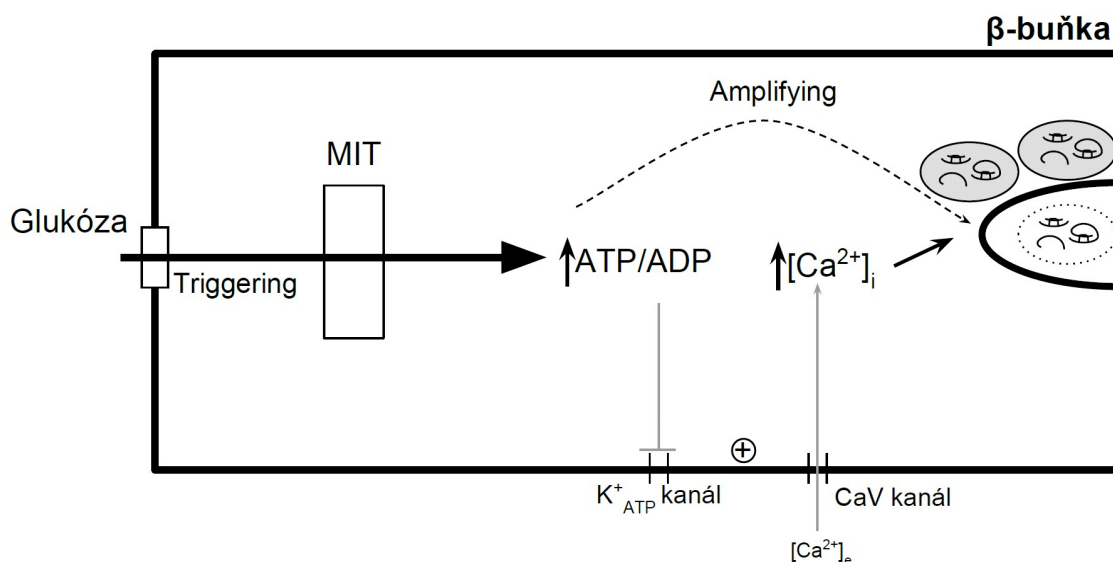 β-buňka
Amplifying
MIT
Glukóza
Triggering
ATP/ADP
[Ca²⁺]ᵢ
⊕
K⁺ATP kanál
CaV kanál
[Ca²⁺]ₑ